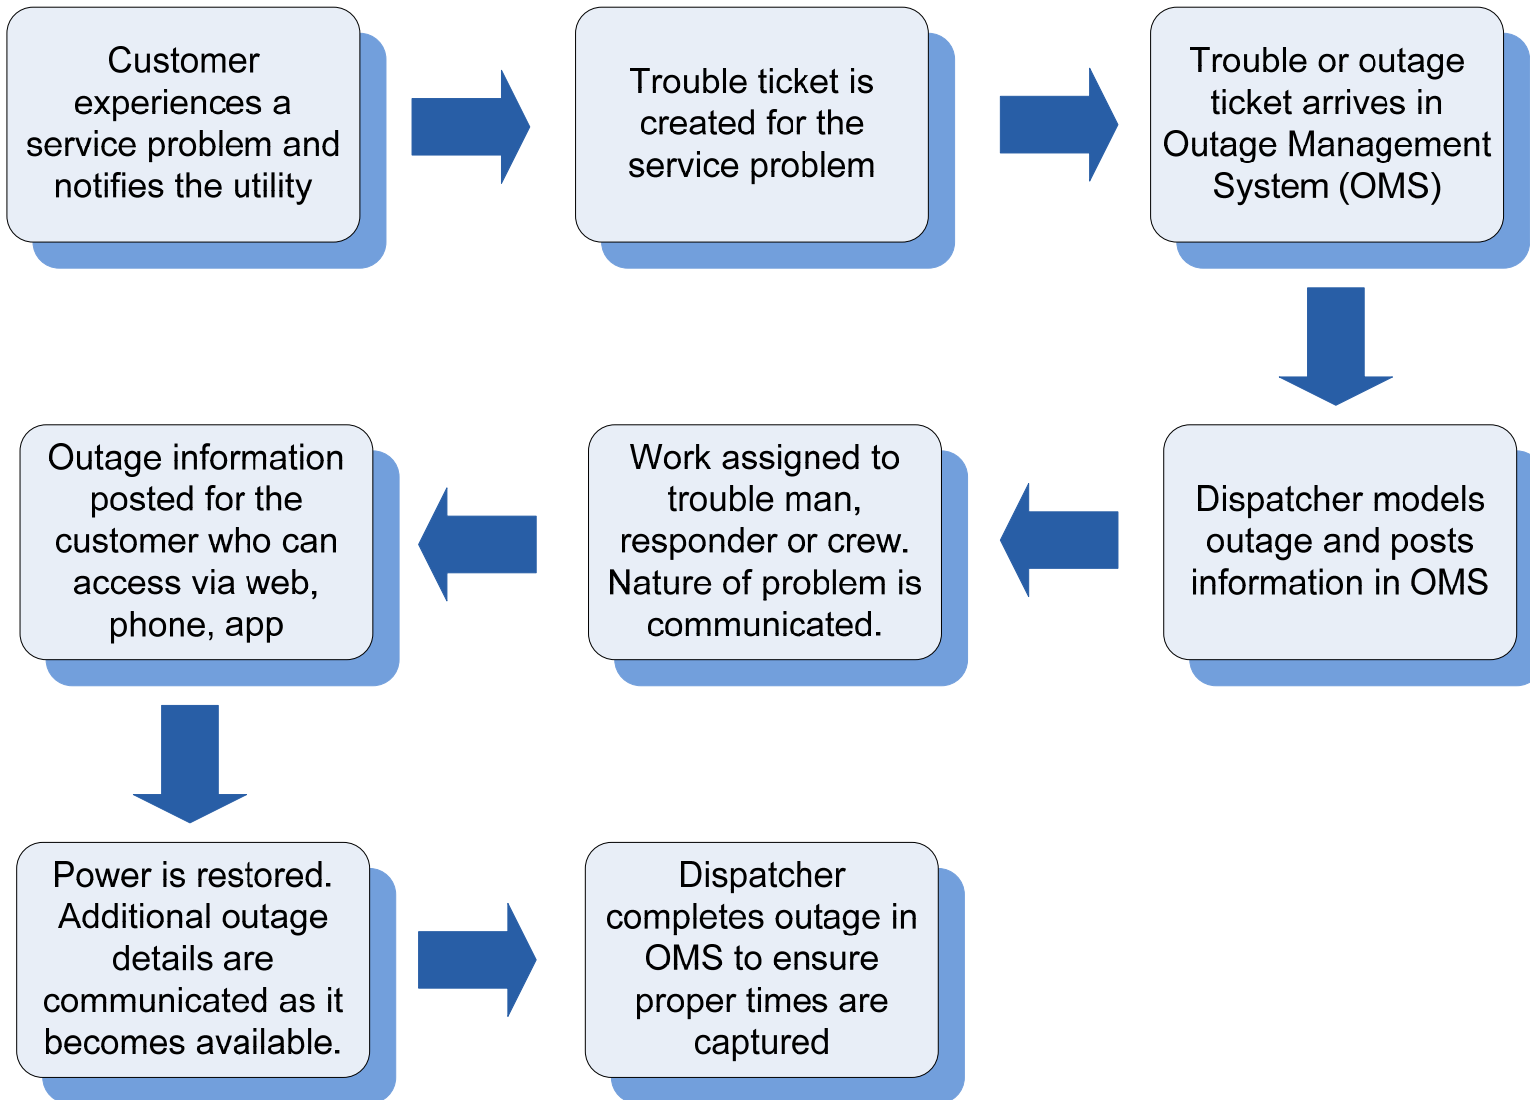 Customer
experiences a
service problem and
notifies the utility
Trouble ticket is
created for the
service problem
Trouble or outage
ticket arrives in
Outage Management
System (OMS)
Dispatcher models
outage and posts
information in OMS
Work assigned to
trouble man,
responder or crew.
Nature of problem is
communicated.
Outage information
posted for the
customer who can
access via web,
phone, app
Power is restored.
Additional outage
details are
communicated as it
becomes available.
Dispatcher
completes outage in
OMS to ensure
proper times are
captured